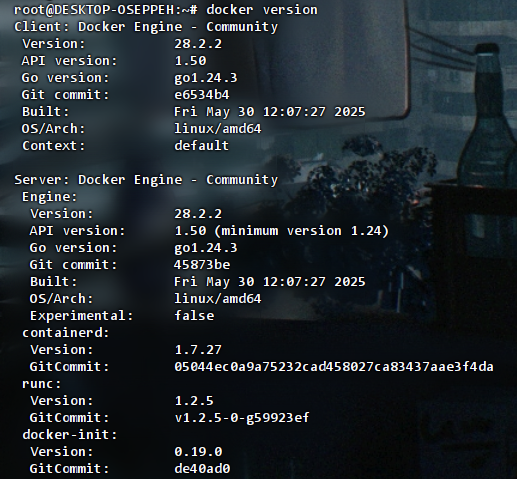 root@DESKTOP-OSEPPEH:~# docker version
Client: Docker Engine - Community
 Version:           28.2.2
 API version:       1.50
 Go version:        go1.24.3
 Git commit:        e6534b4
 Built:             Fri May 30 12:07:27 2025
 OS/Arch:           linux/amd64
 Context:           default

Server: Docker Engine - Community
 Engine:
  Version:          28.2.2
  API version:      1.50 (minimum version 1.24)
  Go version:       go1.24.3
  Git commit:       45873be
  Built:            Fri May 30 12:07:27 2025
  OS/Arch:          linux/amd64
  Experimental:     false
 containerd:
  Version:          1.7.27
  GitCommit:        05044ec0a9a75232cad458027ca83437aae3f4da
 runc:
  Version:          1.2.5
  GitCommit:        v1.2.5-0-g59923ef
 docker-init:
  Version:          0.19.0
  GitCommit:        de40ad0